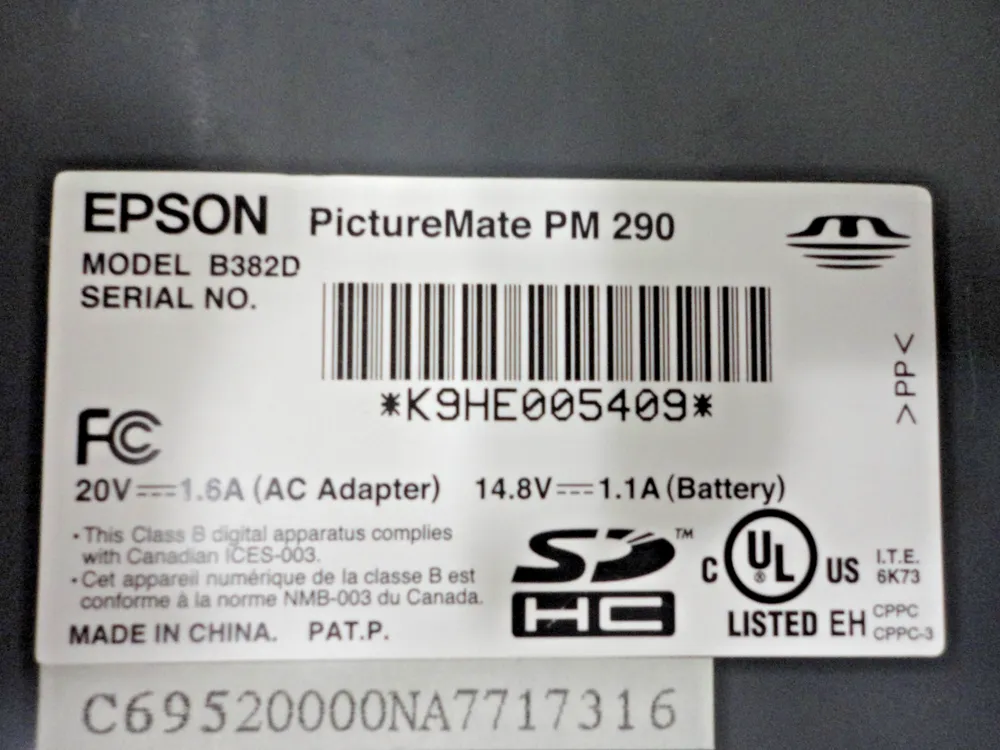 EPSON PictureMate PM 290
MODEL B382D
SERIAL NO.
*K9HE005409*
>PP<
FC
20V⎓1.6A (AC Adapter) 14.8V⎓1.1A (Battery)
• This Class B digital apparatus complies
with Canadian ICES-003.
• Cet appareil numérique de la classe B est
conforme à la norme NMB-003 du Canada.
MADE IN CHINA. PAT.P.
SD™
HC
C UL® US
LISTED EH
I.T.E.
6K73
CPPC
CPPC-3
C69520000NA7717316